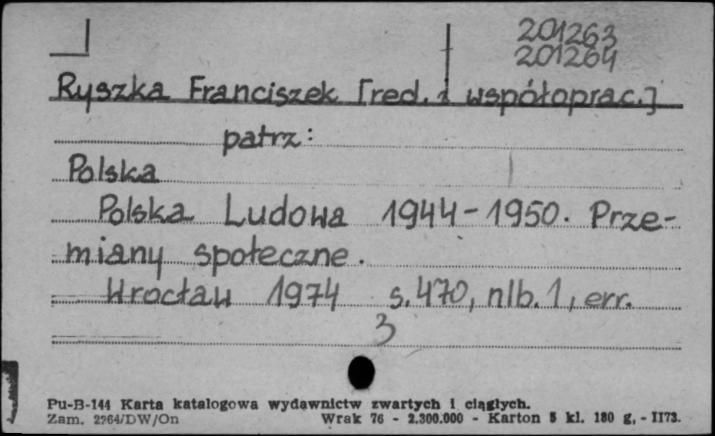 201263
201264
Ryszka Franciszek [red. i współoprac.]
patrz:
Polska
Polska Ludowa 1944-1950. Prze-
miany społeczne.
Wrocław 1974 s. 470, nlb. 1, err.
3
Pu-B-144 Karta katalogowa wydawnictw zwartych i ciągłych.
Zam. 2264/DW/On Wrak 76 - 2.300.000 - Karton 5 kl. 180 g. - II73.